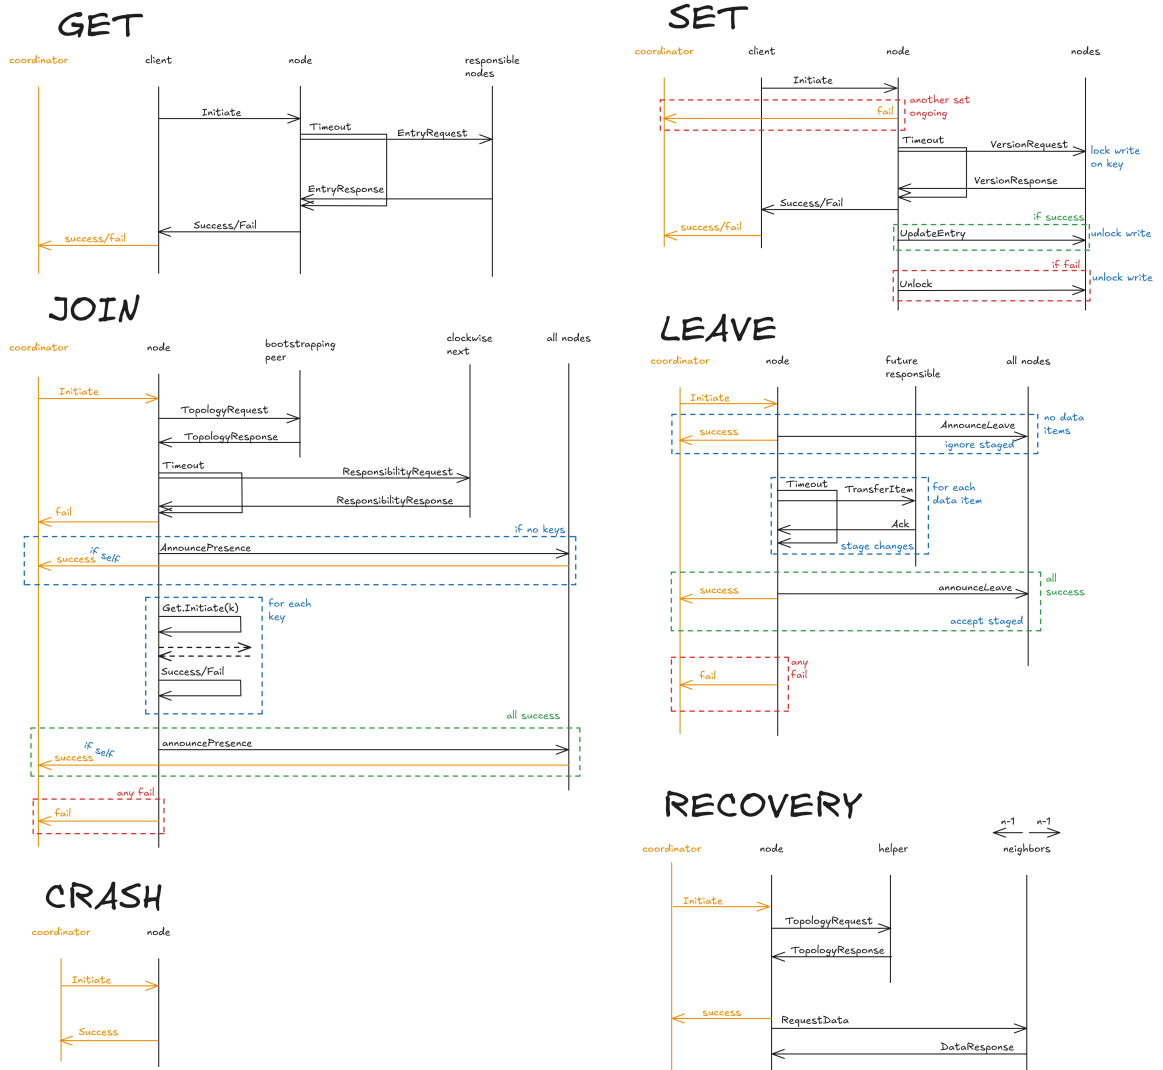 GET
coordinator
client
node
responsible
nodes
Initiate
Timeout
EntryRequest
EntryResponse
Success/Fail
success/fail
SET
coordinator
client
node
nodes
Initiate
another set
ongoing
fail
Timeout
VersionRequest
lock write
on key
VersionResponse
Success/Fail
success/fail
if success
UpdateEntry
unlock write
if fail
unlock write
Unlock
JOIN
coordinator
node
bootstrapping
peer
clockwise
next
all nodes
Initiate
TopologyRequest
TopologyResponse
Timeout
ResponsibilityRequest
ResponsibilityResponse
fail
if no keys
AnnouncePresence
if self
success
Get.Initiate(k)
for each
key
Success/Fail
all success
announcePresence
if self
success
any fail
fail
LEAVE
coordinator
node
future
responsible
all nodes
Initiate
no data
items
AnnounceLeave
success
ignore staged
Timeout
TransferItem
for each
data item
Ack
stage changes
all
success
announceLeave
success
accept staged
any
fail
fail
CRASH
coordinator
node
Initiate
Success
RECOVERY
n-1 n-1
coordinator
node
helper
neighbors
Initiate
TopologyRequest
TopologyResponse
success
RequestData
DataResponse